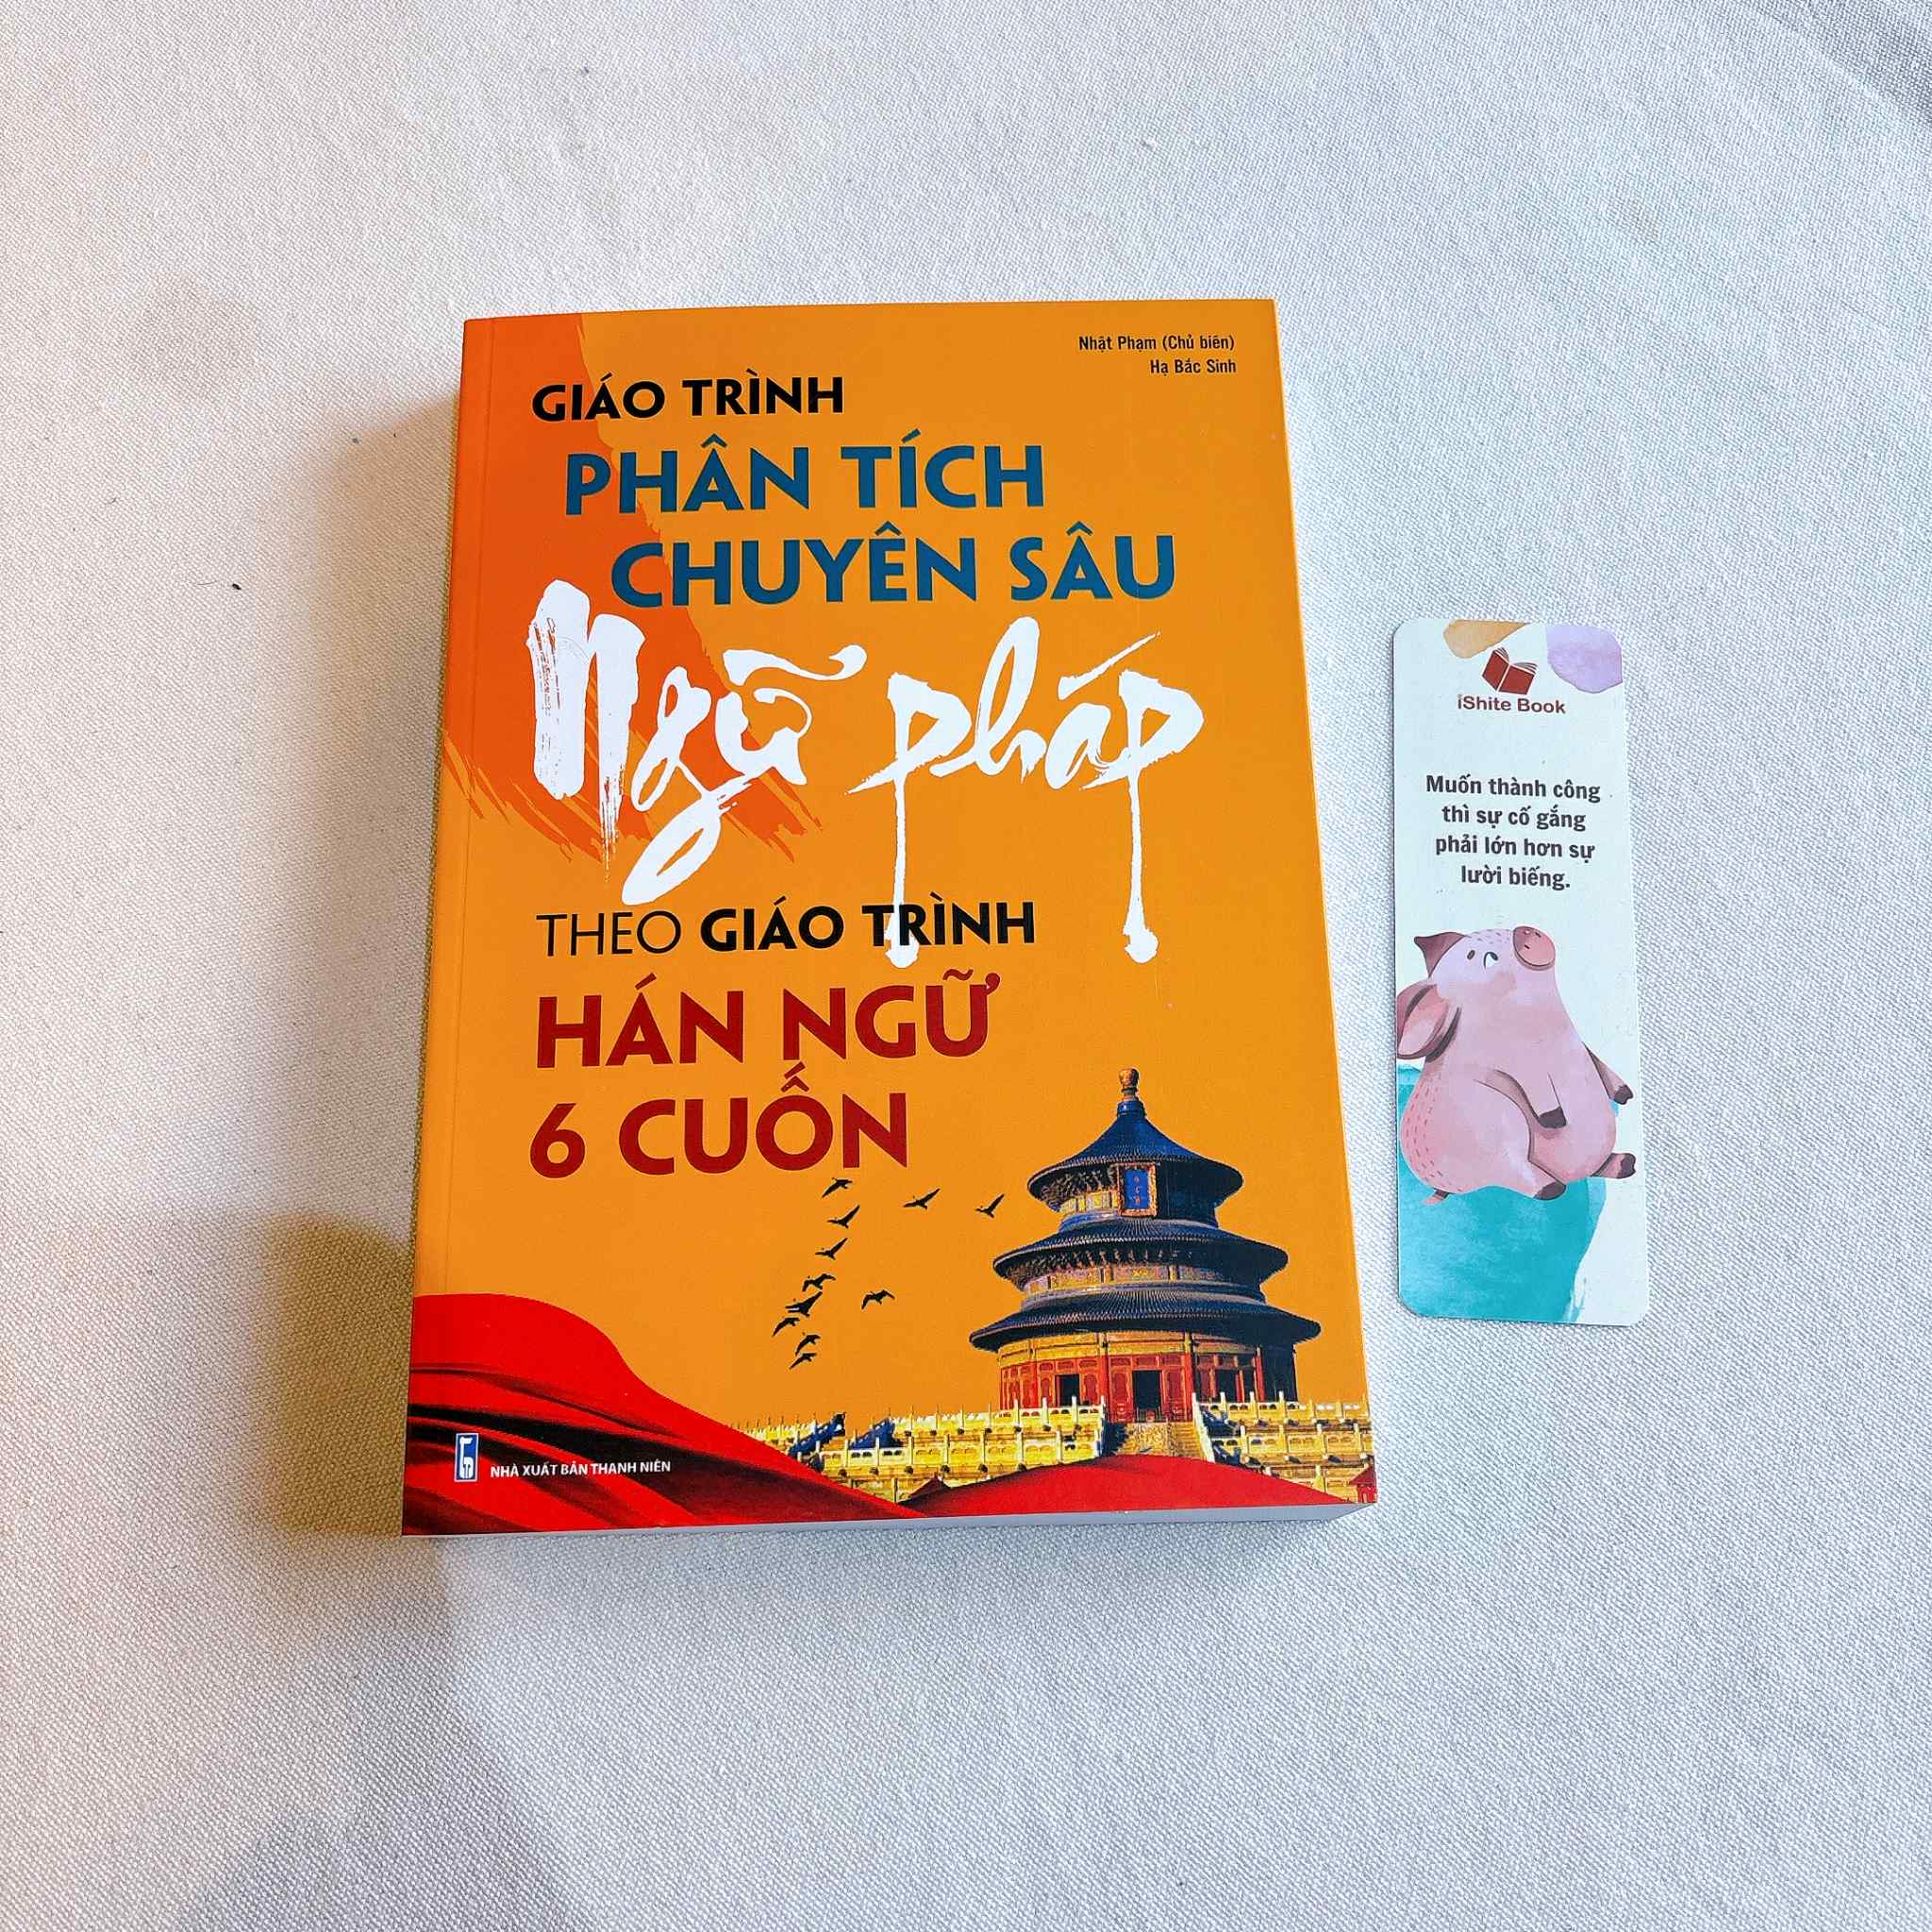 Nhật Phạm (Chủ biên)
Hạ Bắc Sinh
GIÁO TRÌNH
PHÂN TÍCH
CHUYÊN SÂU
Ngữ pháp
THEO GIÁO TRÌNH
HÁN NGỮ
6 CUỐN
NHÀ XUẤT BẢN THANH NIÊN
iShite Book
Muốn thành công
thì sự cố gắng
phải lớn hơn sự
lười biếng.